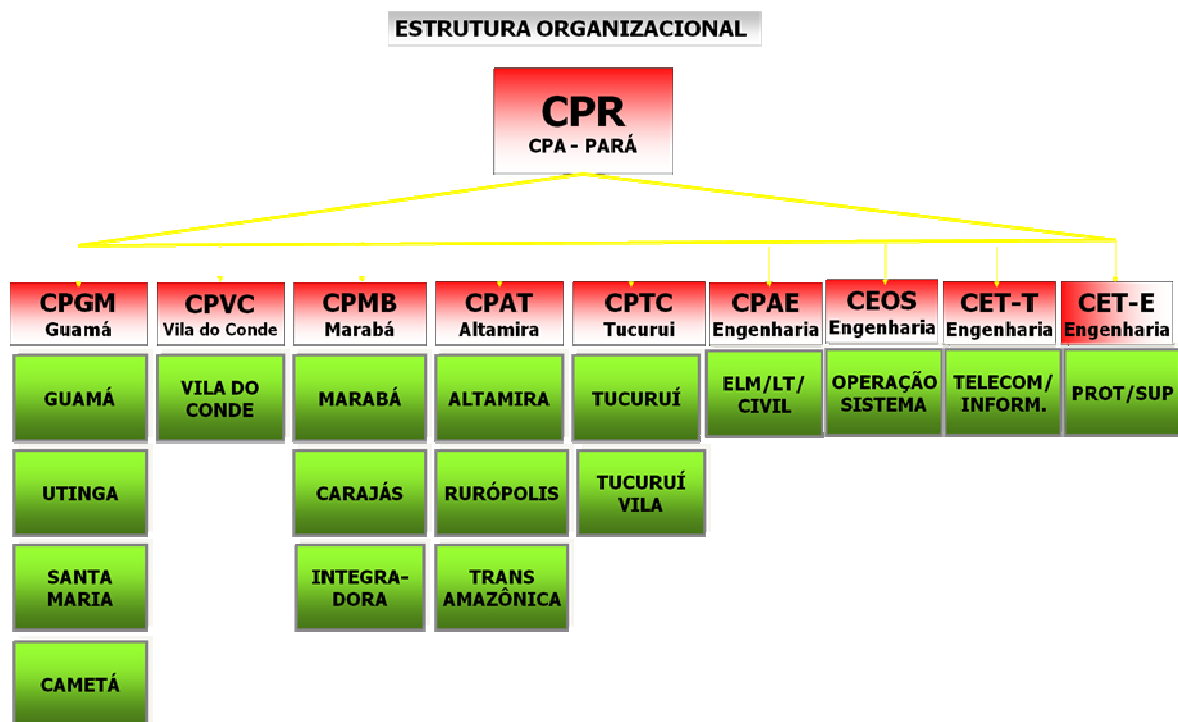 ESTRUTURA ORGANIZACIONAL
CPR
CPA - PARÁ
CPGM
Guamá
CPVC
Vila do Conde
CPMB
Marabá
CPAT
Altamira
CPTC
Tucurui
CPAE
Engenharia
CEOS
Engenharia
CET-T
Engenharia
CET-E
Engenharia
GUAMÁ
VILA DO
CONDE
MARABÁ
ALTAMIRA
TUCURUÍ
ELM/LT/
CIVIL
OPERAÇÃO
SISTEMA
TELECOM/
INFORM.
PROT/SUP
UTINGA
CARAJÁS
RURÓPOLIS
TUCURUÍ
VILA
SANTA
MARIA
INTEGRA-
DORA
TRANS
AMAZÔNICA
CAMETÁ